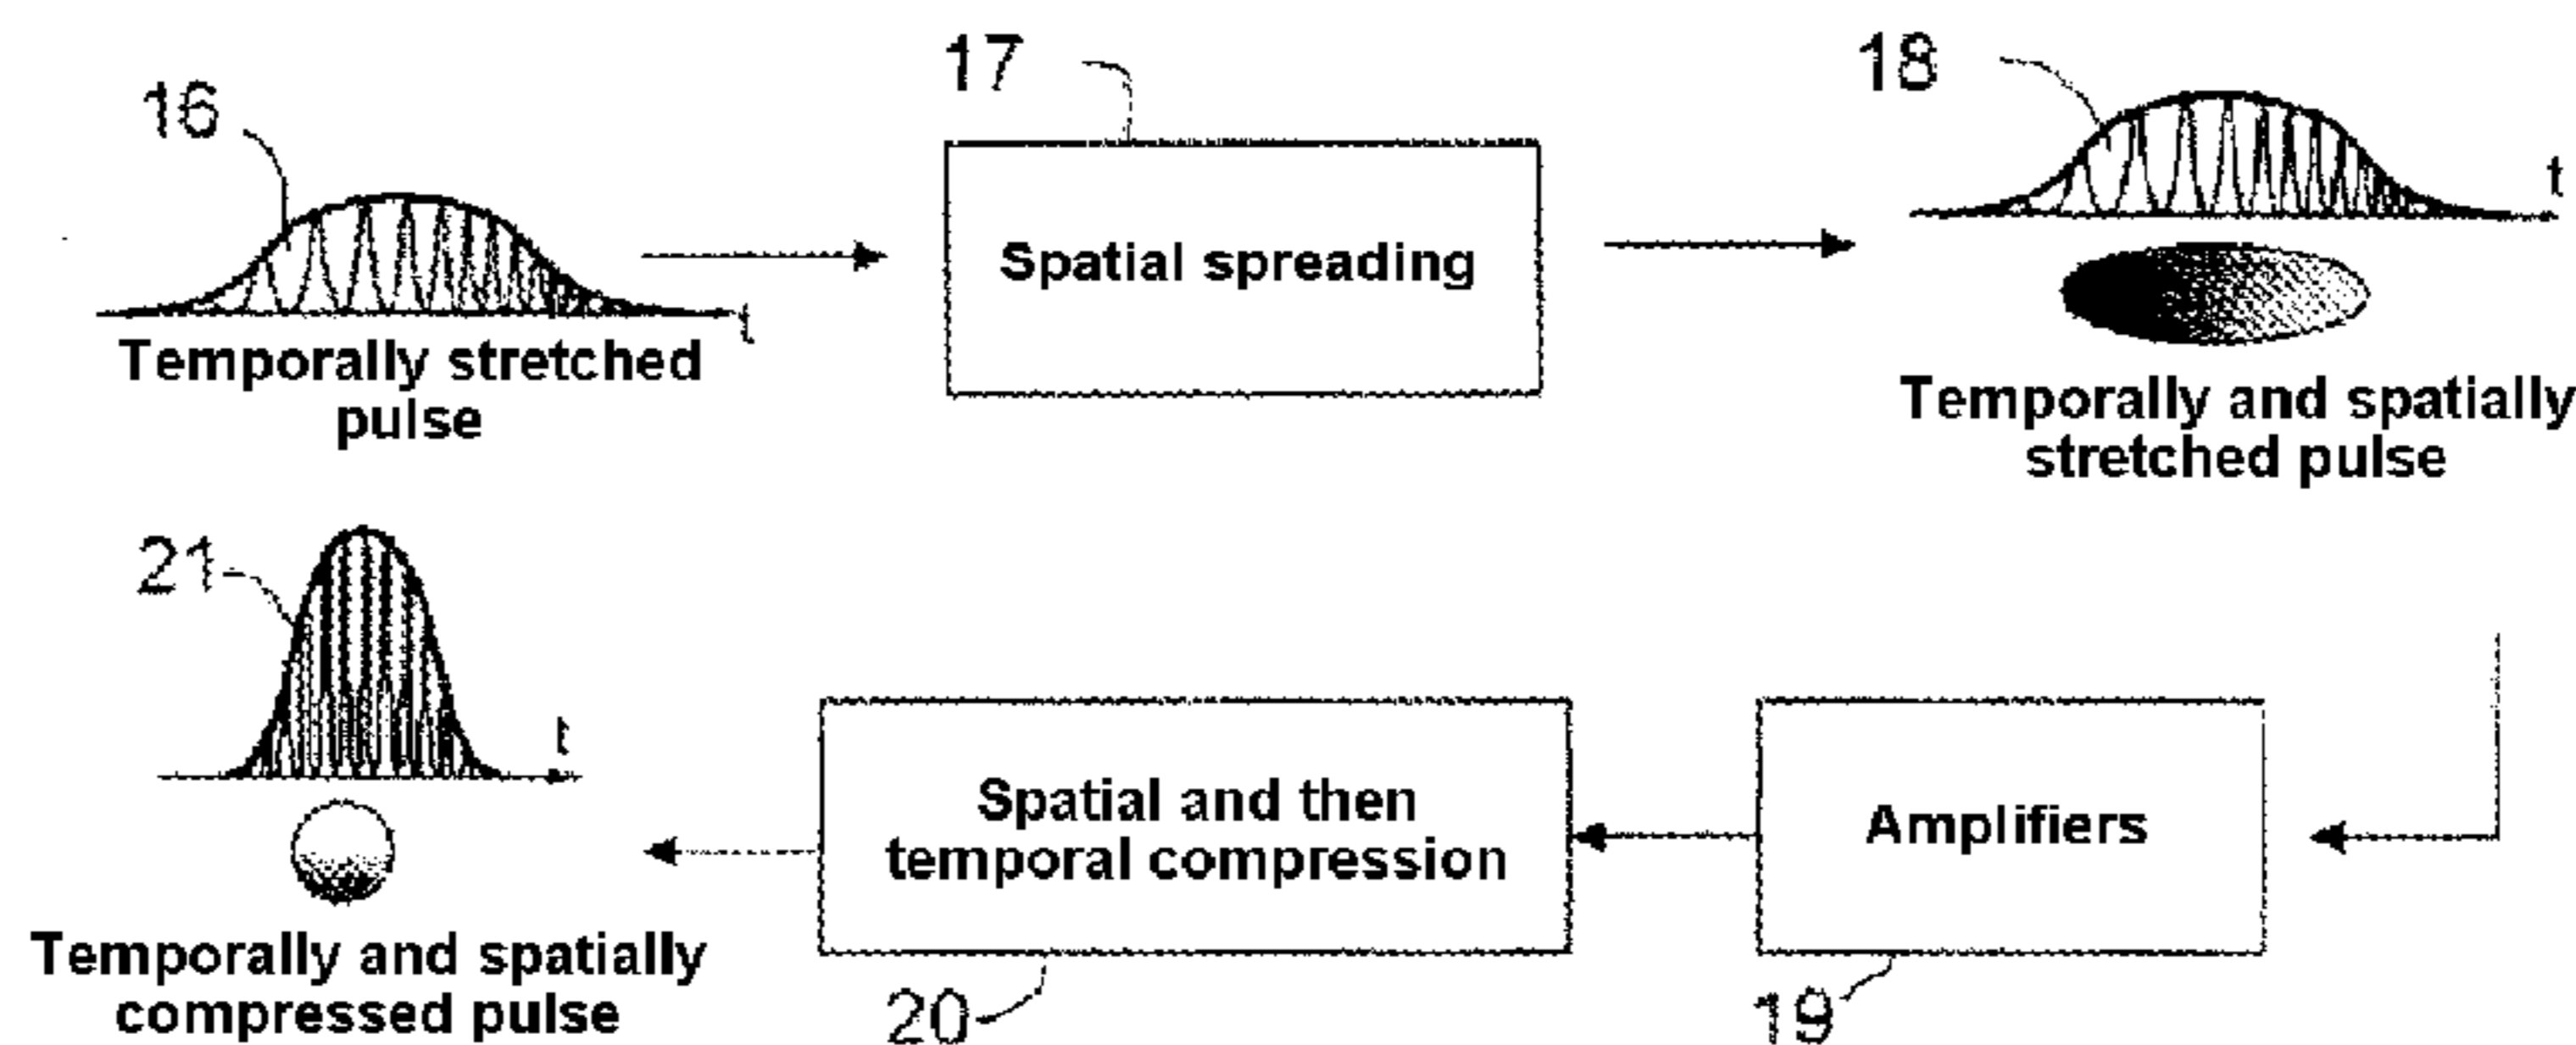 16
t
Temporally stretched
pulse
17
Spatial spreading
18
t
Temporally and spatially
stretched pulse
21
t
Temporally and spatially
compressed pulse
Spatial and then
temporal compression
20
Amplifiers
19